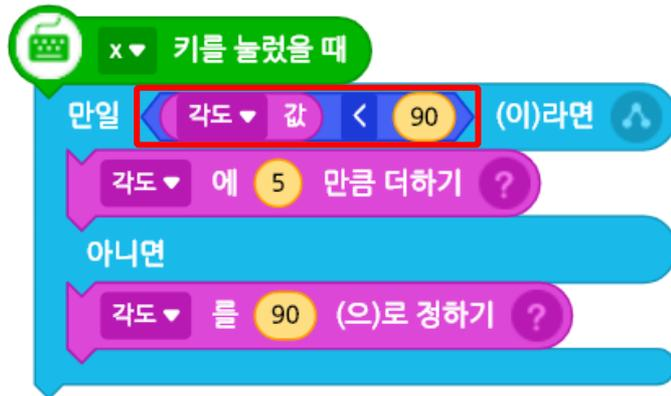 x 키를 눌렀을 때
만일 각도 값 < 90 (이)라면
각도 에 5 만큼 더하기 ?
아니면
각도 를 90 (으)로 정하기 ?